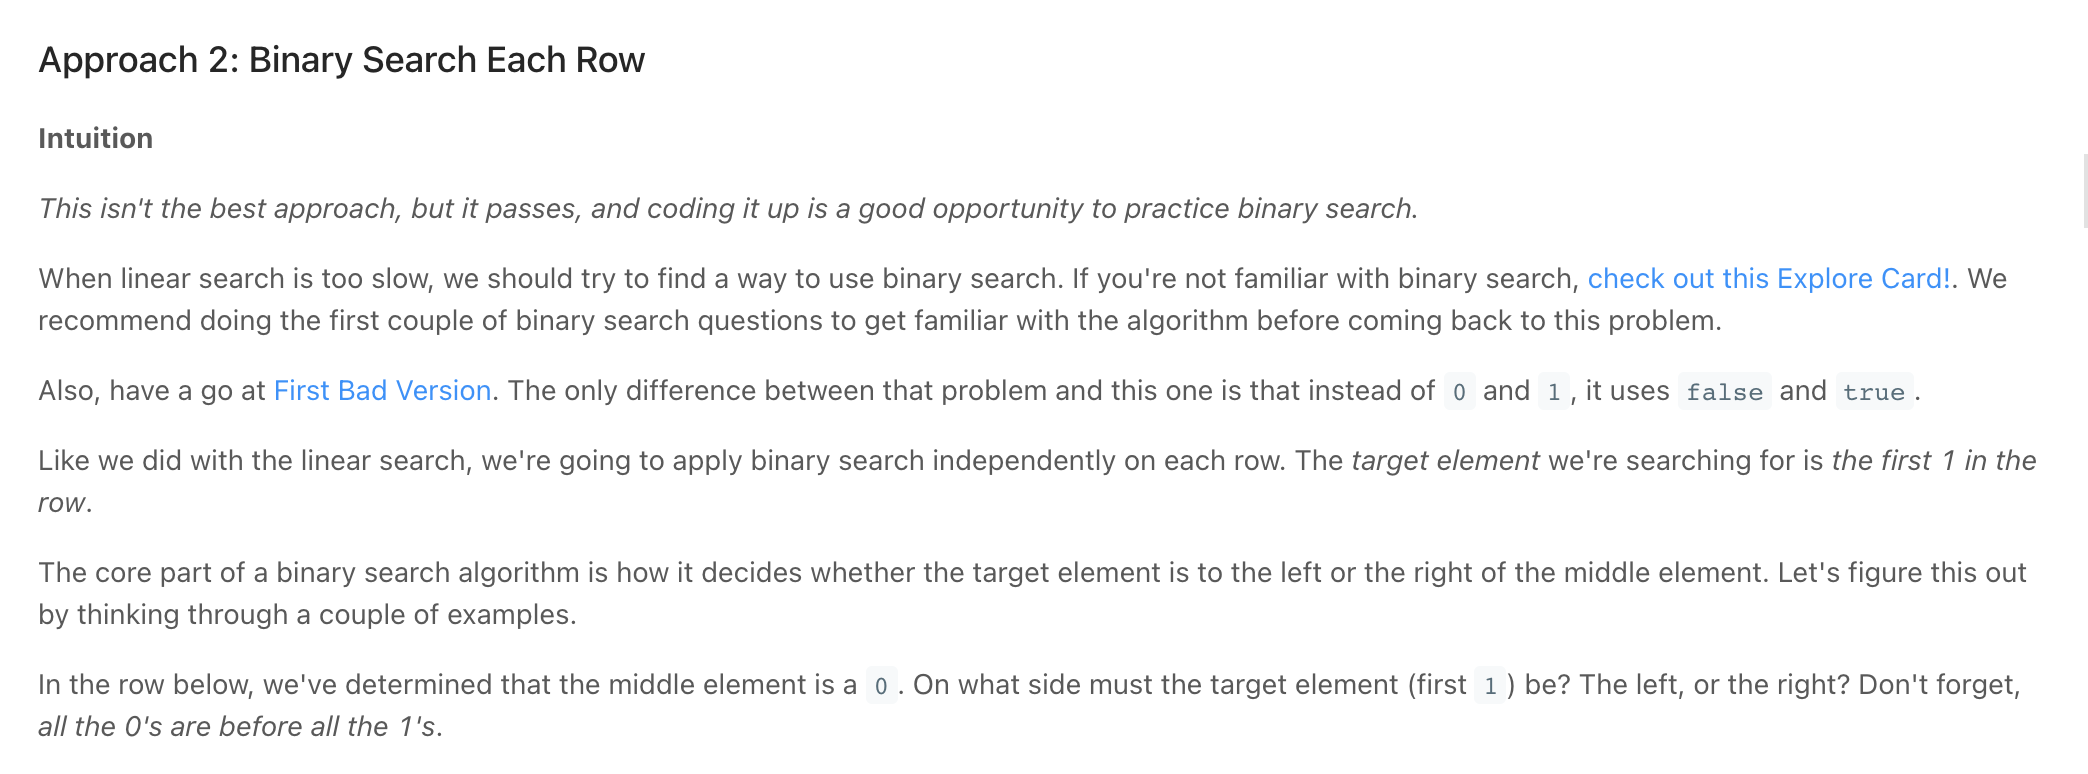 Approach 2: Binary Search Each Row
Intuition
This isn't the best approach, but it passes, and coding it up is a good opportunity to practice binary search.
When linear search is too slow, we should try to find a way to use binary search. If you're not familiar with binary search, check out this Explore Card!. We
recommend doing the first couple of binary search questions to get familiar with the algorithm before coming back to this problem.
Also, have a go at First Bad Version. The only difference between that problem and this one is that instead of 0 and 1, it uses false and true.
Like we did with the linear search, we're going to apply binary search independently on each row. The target element we're searching for is the first 1 in the
row.
The core part of a binary search algorithm is how it decides whether the target element is to the left or the right of the middle element. Let's figure this out
by thinking through a couple of examples.
In the row below, we've determined that the middle element is a 0. On what side must the target element (first 1) be? The left, or the right? Don't forget,
all the 0's are before all the 1's.